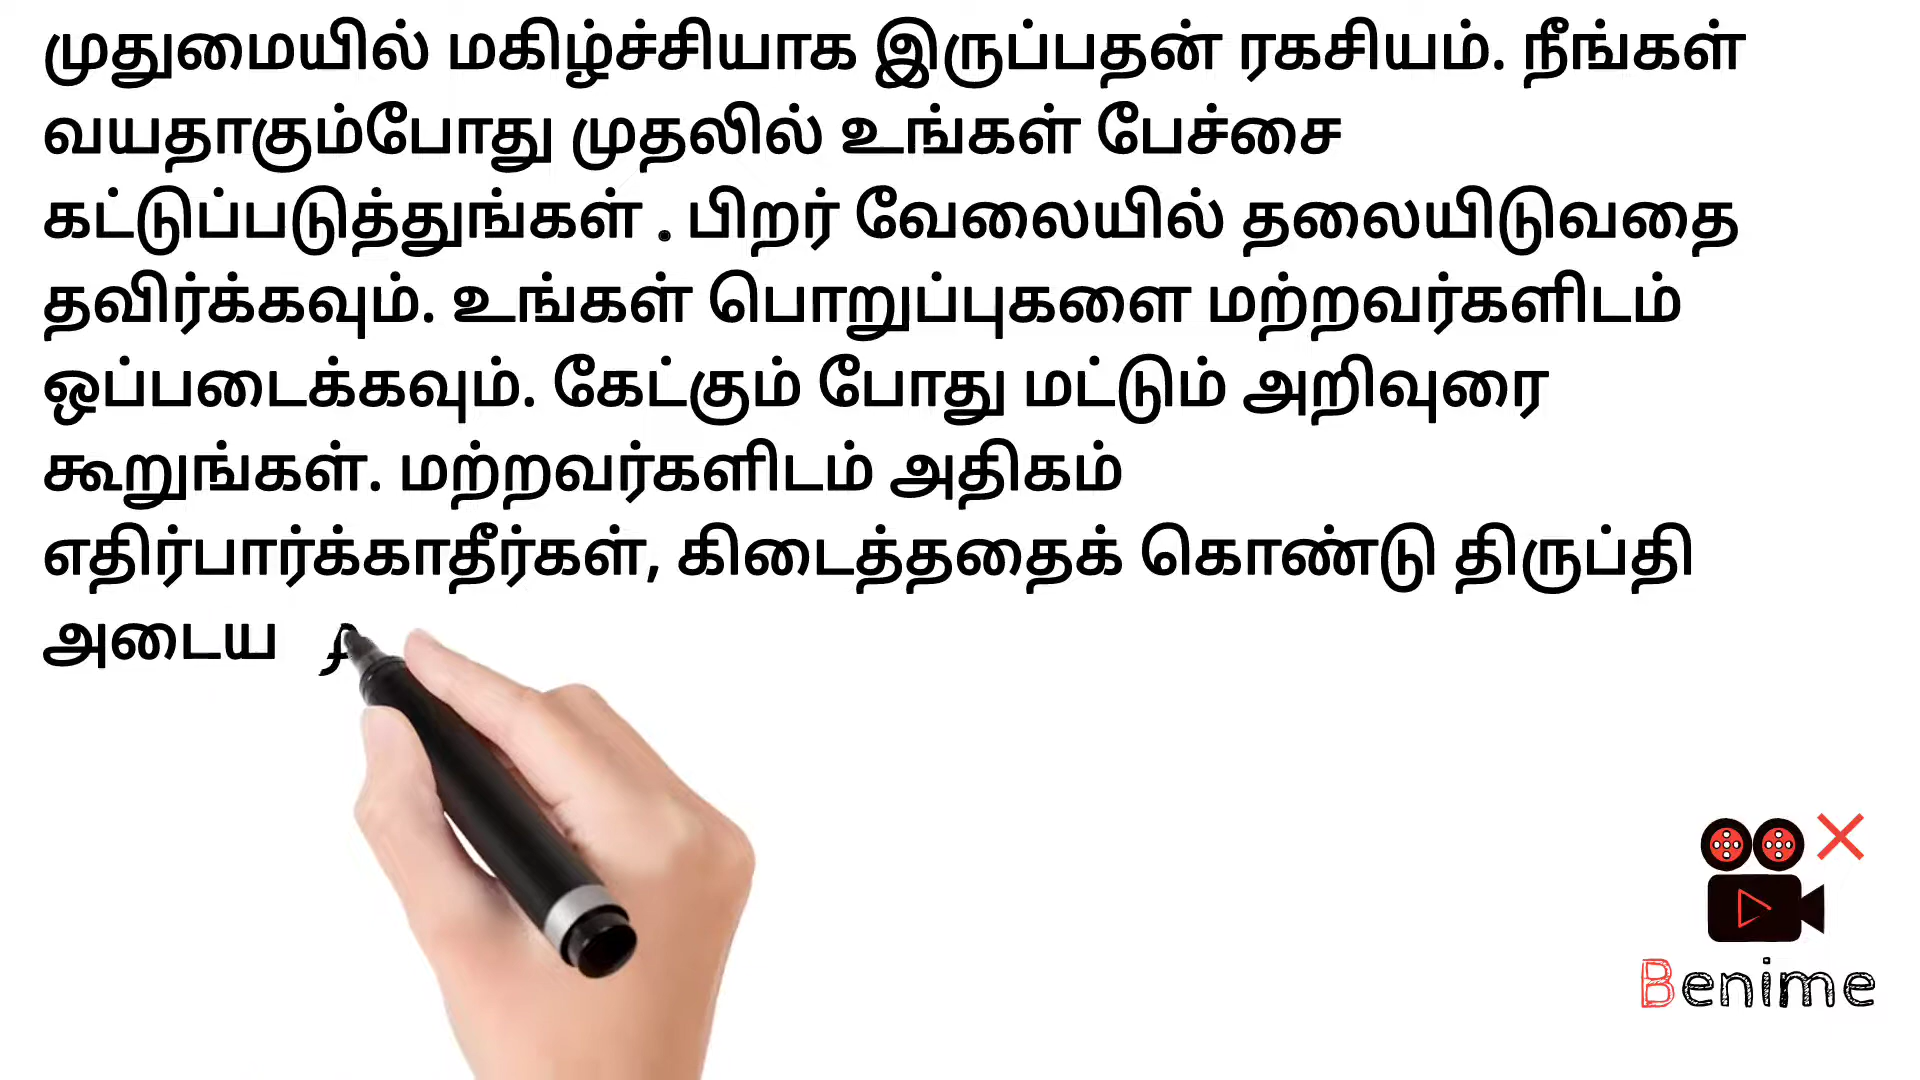 முதுமையில் மகிழ்ச்சியாக இருப்பதன் ரகசியம். நீங்கள்
வயதாகும்போது முதலில் உங்கள் பேச்சை
கட்டுப்படுத்துங்கள் . பிறர் வேலையில் தலையிடுவதை
தவிர்க்கவும். உங்கள் பொறுப்புகளை மற்றவர்களிடம்
ஒப்படைக்கவும். கேட்கும் போது மட்டும் அறிவுரை
கூறுங்கள். மற்றவர்களிடம் அதிகம்
எதிர்பார்க்காதீர்கள், கிடைத்ததைக் கொண்டு திருப்தி
அடைய
Benime